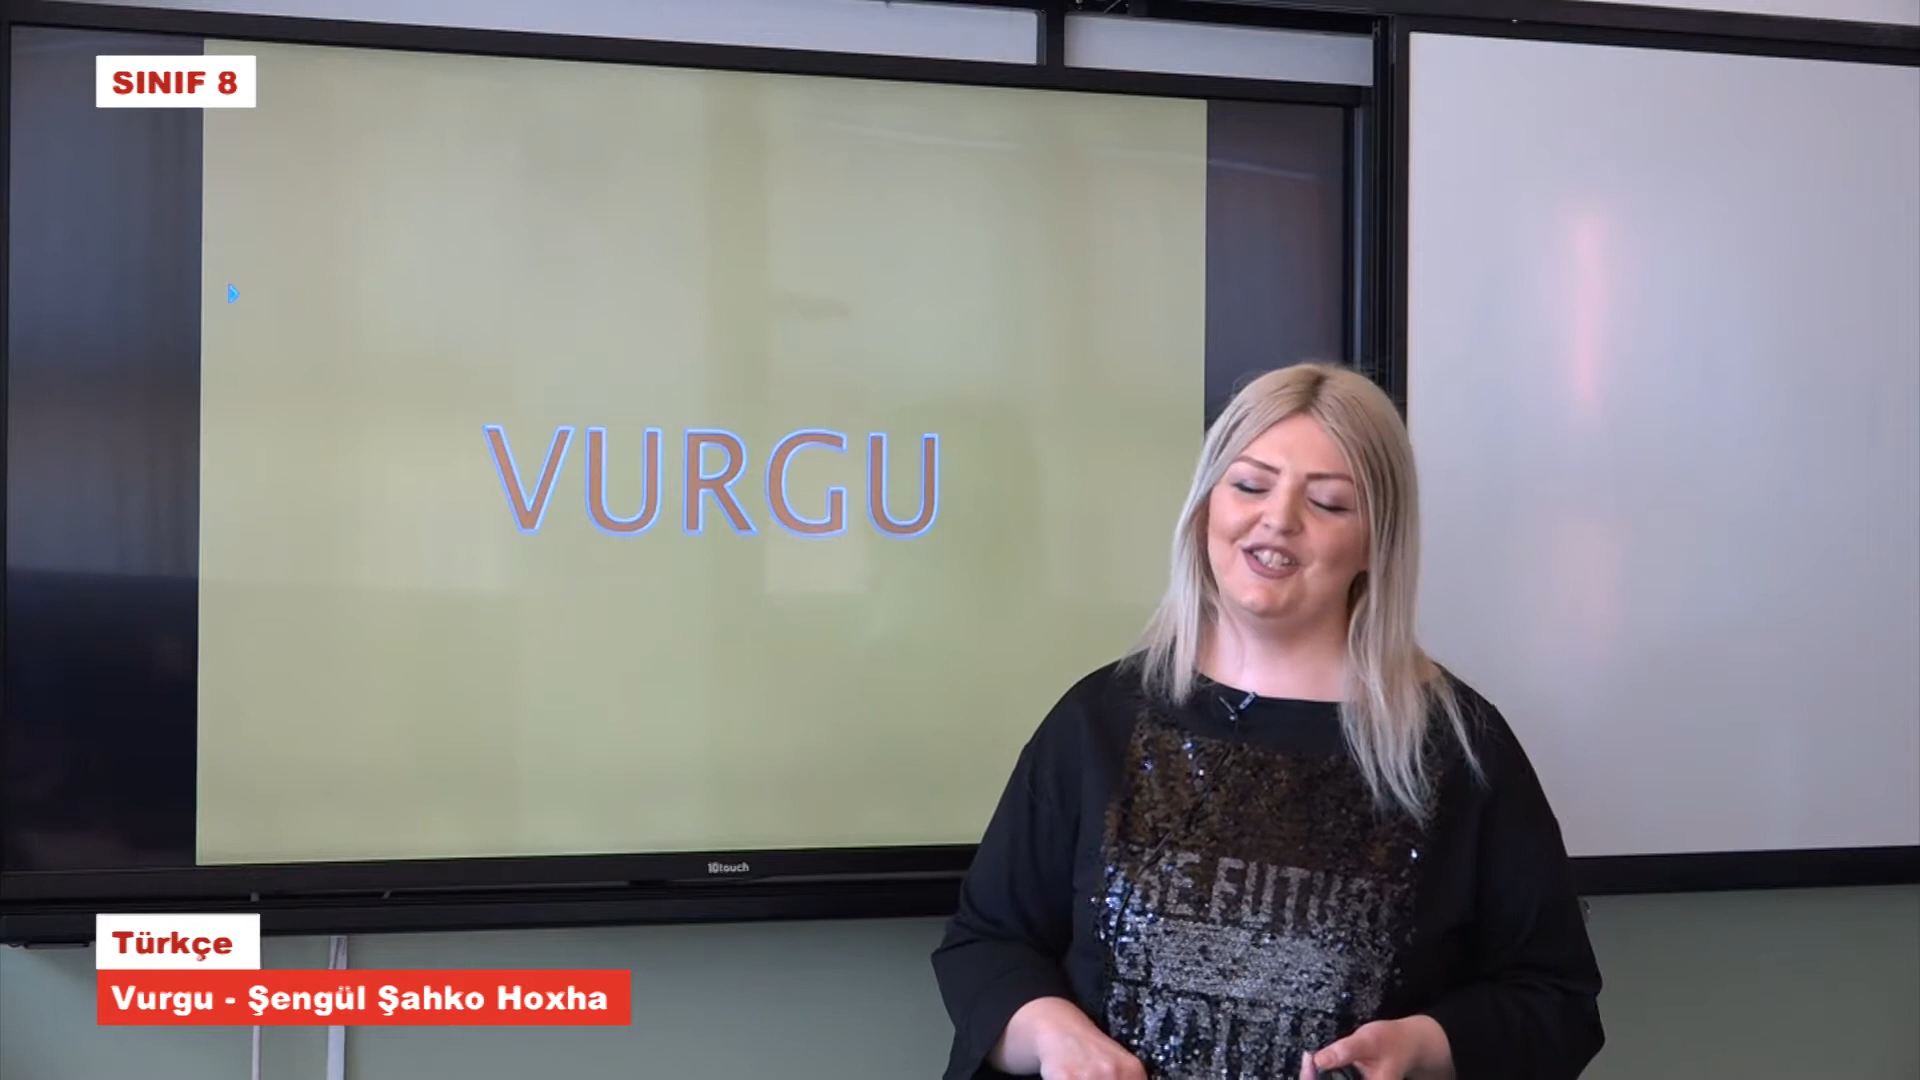 SINIF 8
VURGU
10touch
Türkçe
Vurgu - Şengül Şahko Hoxha